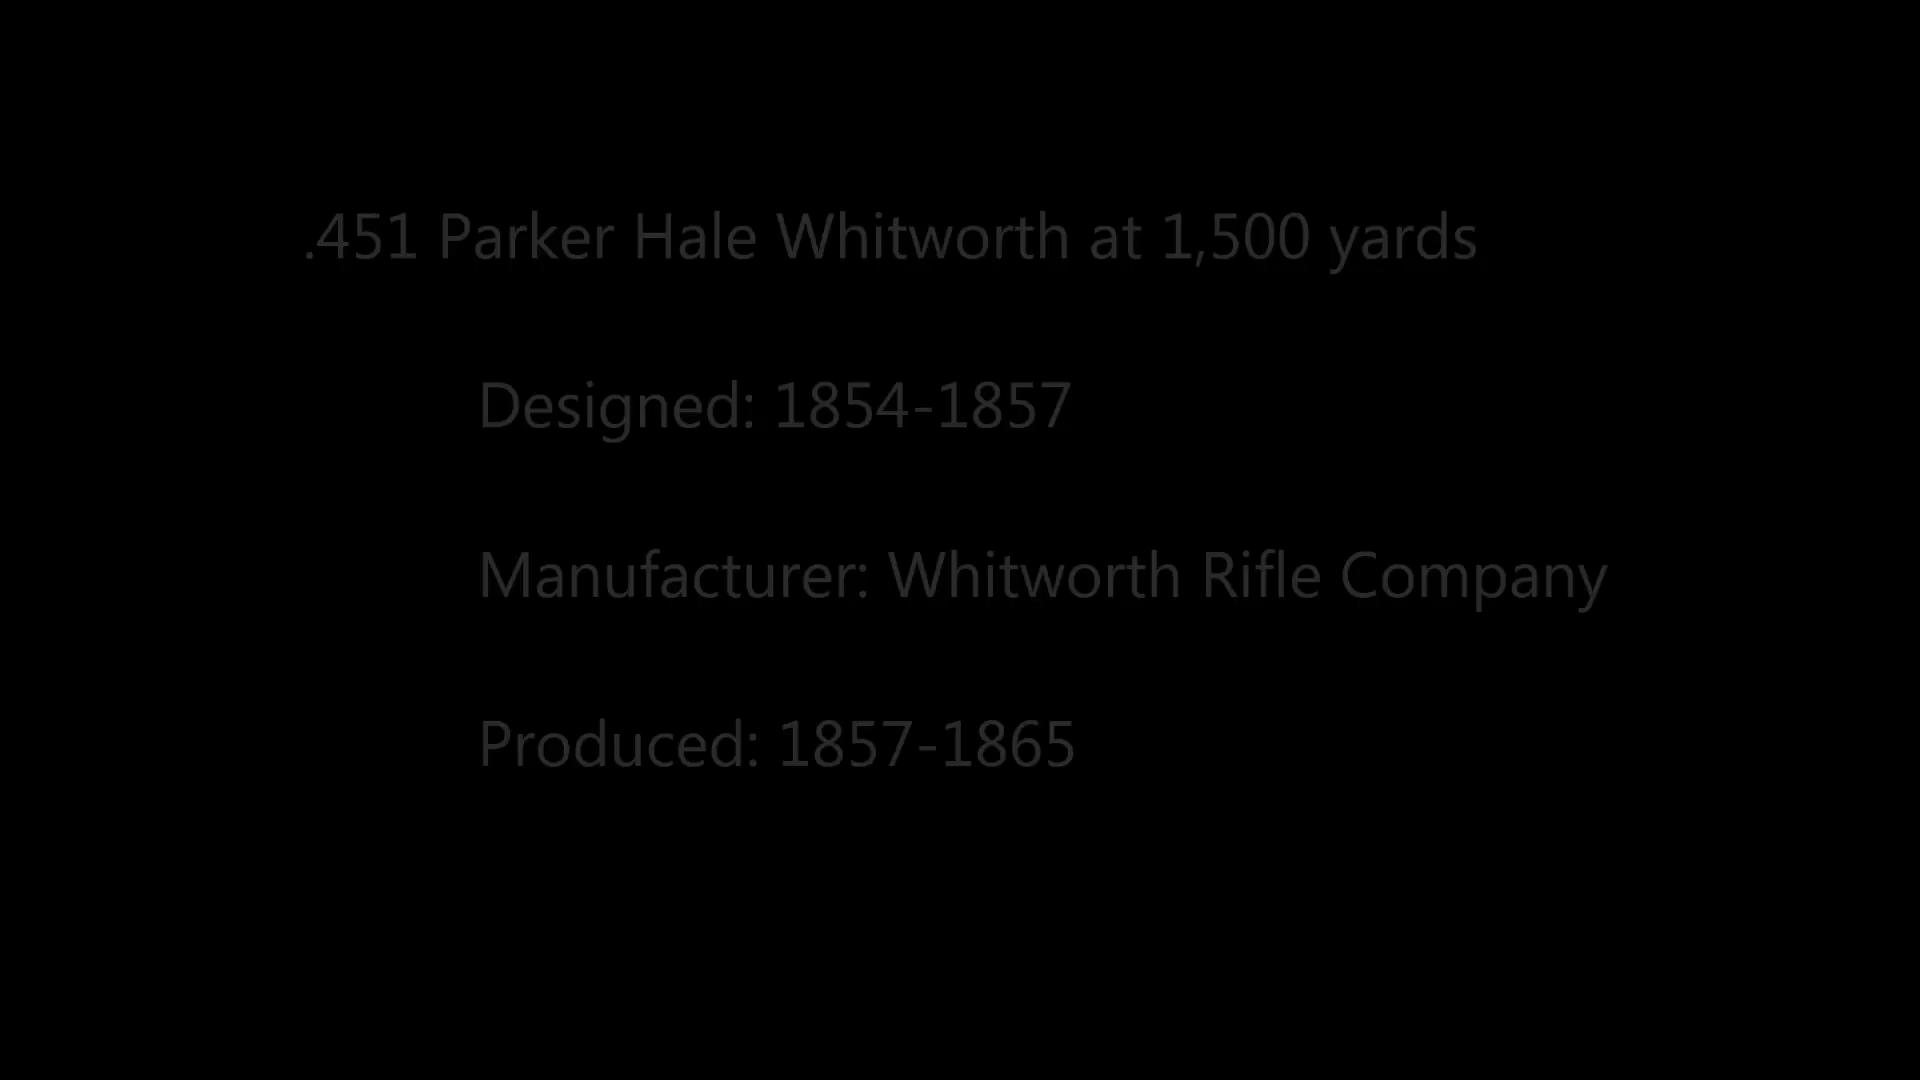 .451 Parker Hale Whitworth at 1,500 yards
Designed: 1854-1857
Manufacturer: Whitworth Rifle Company
Produced: 1857-1865